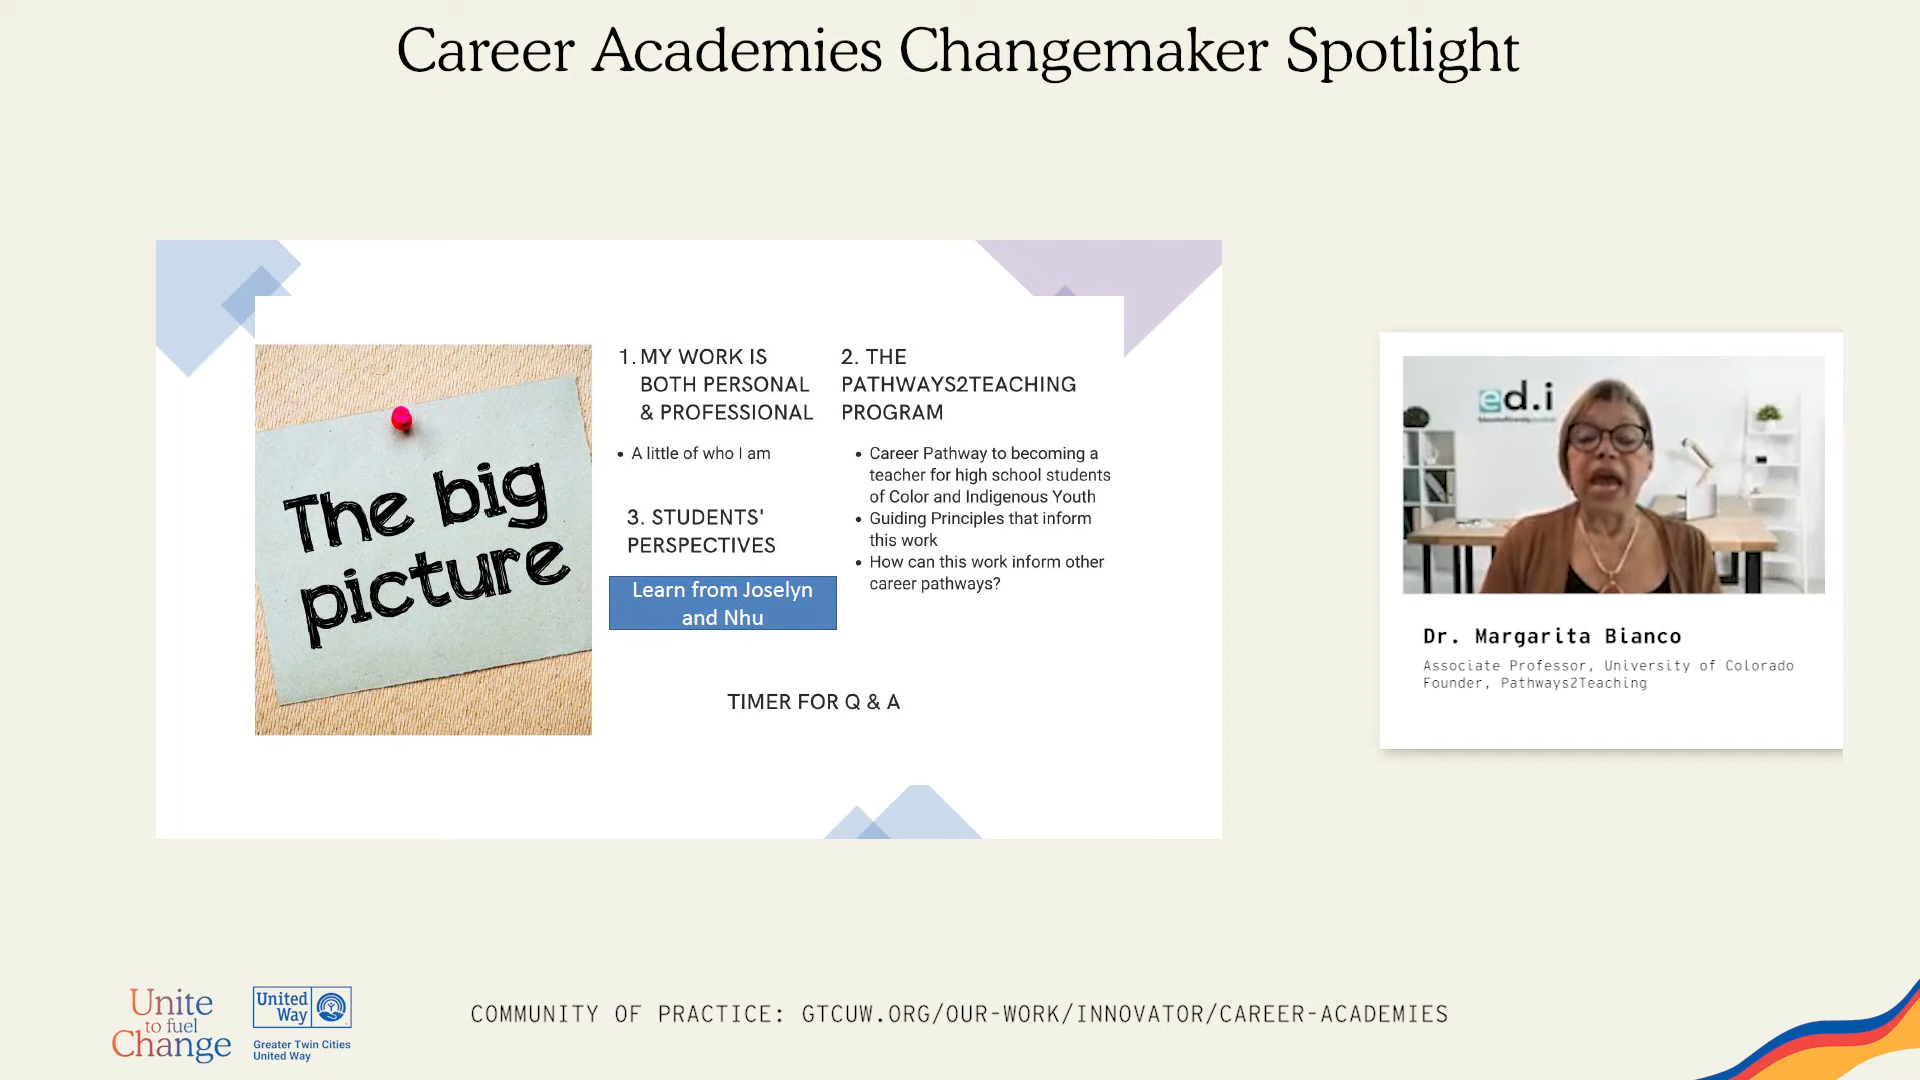 Career Academies Changemaker Spotlight
The big
picture
1. MY WORK IS
BOTH PERSONAL
& PROFESSIONAL
• A little of who I am
3. STUDENTS'
PERSPECTIVES
Learn from Joselyn
and Nhu
2. THE
PATHWAYS2TEACHING
PROGRAM
• Career Pathway to becoming a
teacher for high school students
of Color and Indigenous Youth
• Guiding Principles that inform
this work
• How can this work inform other
career pathways?
TIMER FOR Q & A
ed.i
Dr. Margarita Bianco
Associate Professor, University of Colorado
Founder, Pathways2Teaching
Unite
to fuel
Change
United
Way
Greater Twin Cities
United Way
COMMUNITY OF PRACTICE: GTCUW.ORG/OUR-WORK/INNOVATOR/CAREER-ACADEMIES